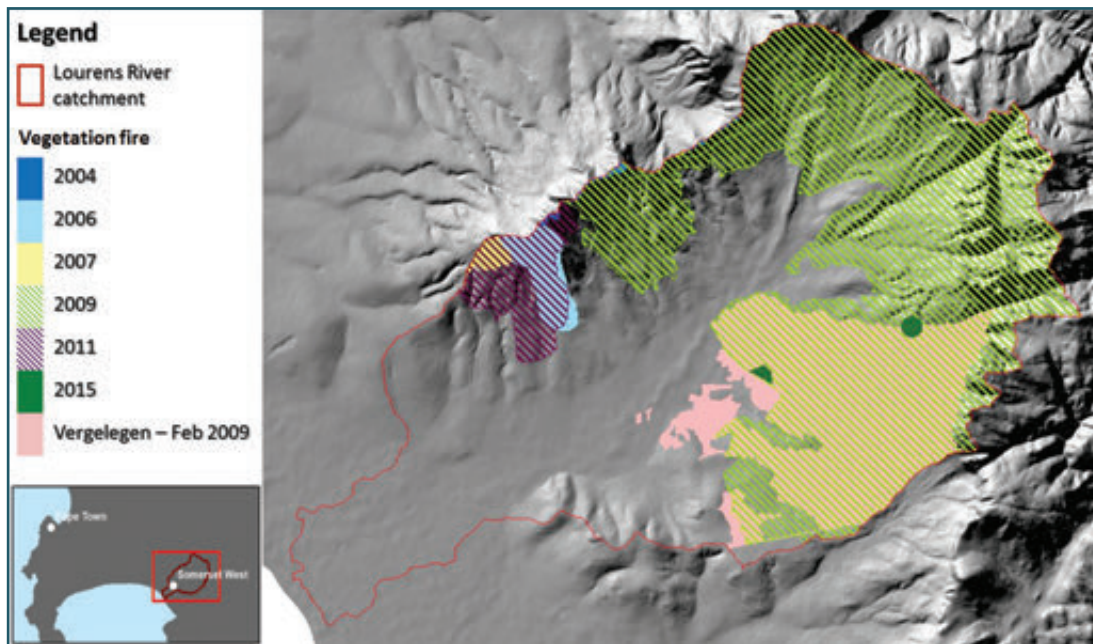 Legend
Lourens River
catchment
Vegetation fire
2004
2006
2007
2009
2011
2015
Vergelegen – Feb 2009
Cape Town
Somerset West